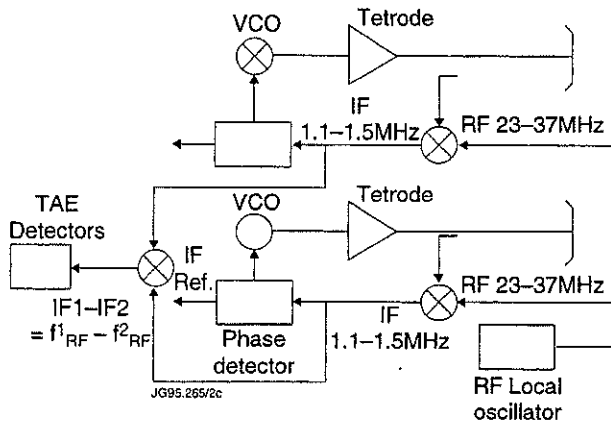 VCO
Tetrode
IF
1.1–1.5MHz
RF 23–37MHz
VCO
Tetrode
TAE
Detectors
IF
Ref.
RF 23–37MHz
IF1–IF2
= f¹RF – f²RF
Phase
detector
IF
1.1–1.5MHz
RF Local
oscillator
JG95.265/2c